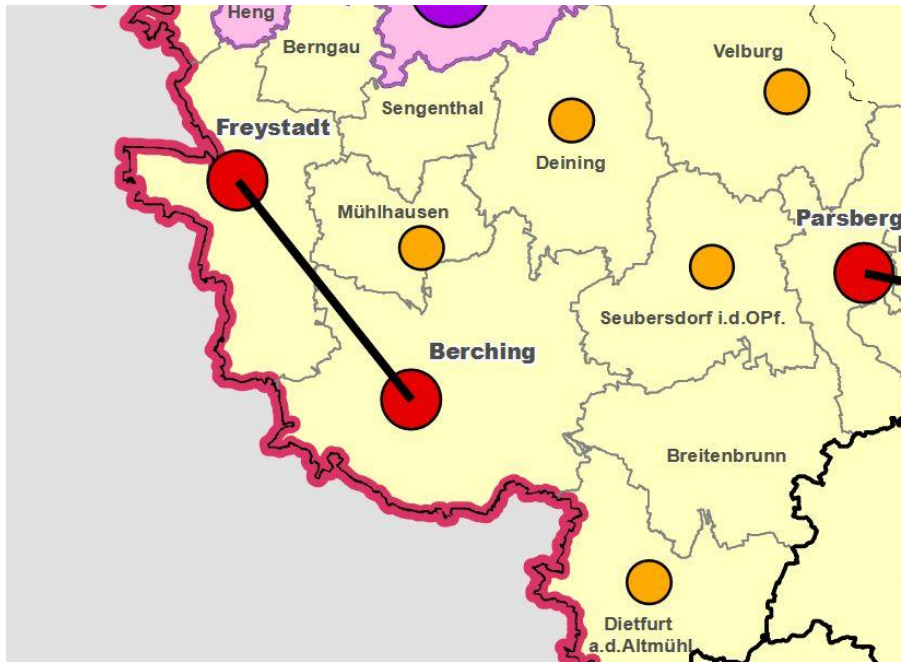 Heng
Berngau
Velburg
Sengenthal
Freystadt
Deining
Mühlhausen
Parsberg
Seubersdorf i.d.OPf.
Berching
Breitenbrunn
Dietfurt
a.d.Altmühl